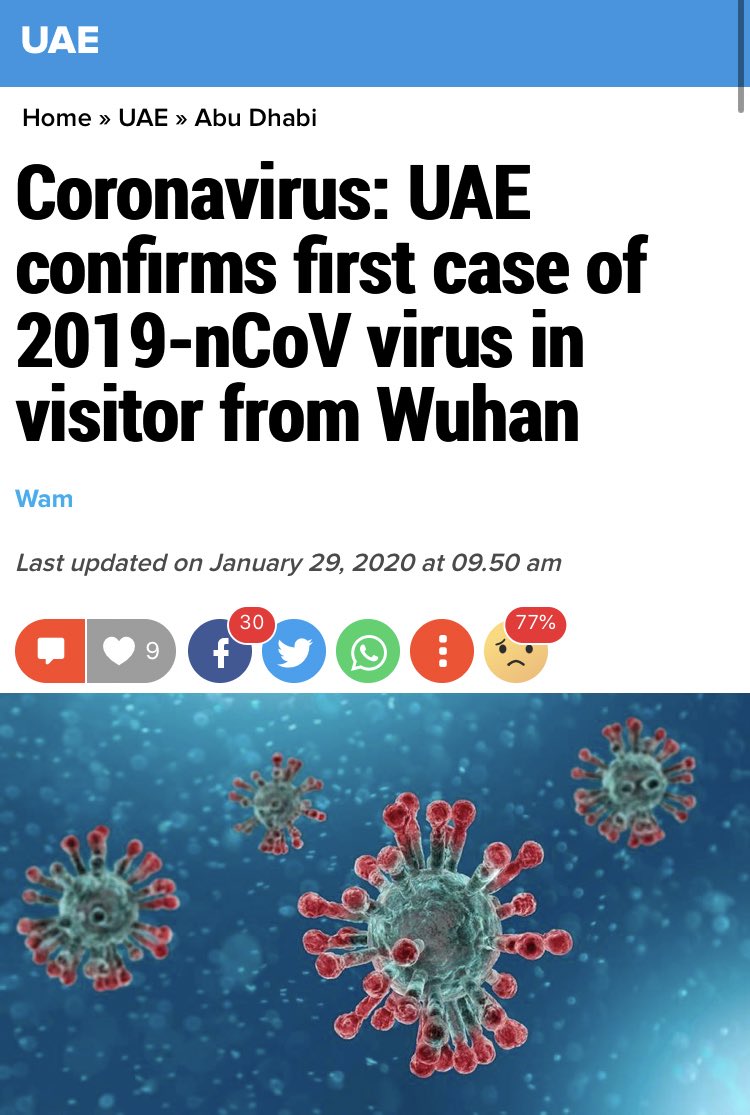 UAE
Home » UAE » Abu Dhabi
Coronavirus: UAE
confirms first case of
2019-nCoV virus in
visitor from Wuhan
Wam
Last updated on January 29, 2020 at 09.50 am
9
30
77%